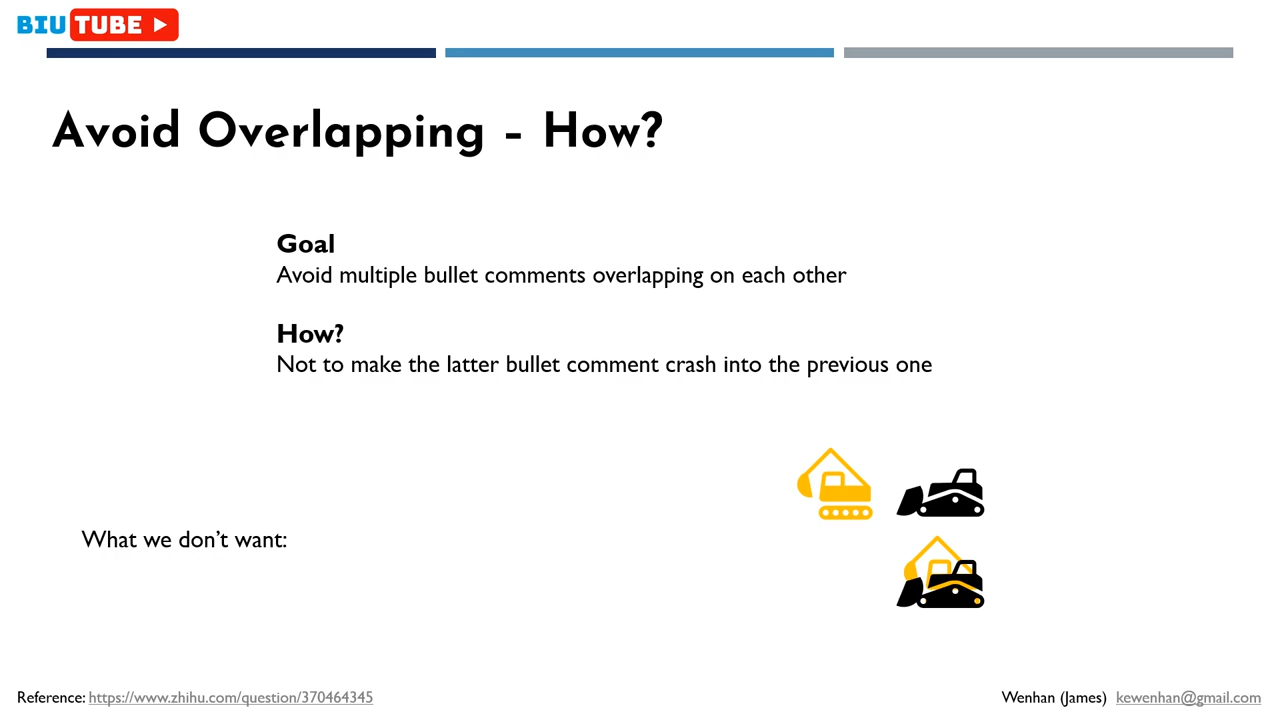 BIU TUBE
Avoid Overlapping – How?
Goal
Avoid multiple bullet comments overlapping on each other
How?
Not to make the latter bullet comment crash into the previous one
What we don’t want:
Reference: https://www.zhihu.com/question/370464345
Wenhan (James) kewenhan@gmail.com